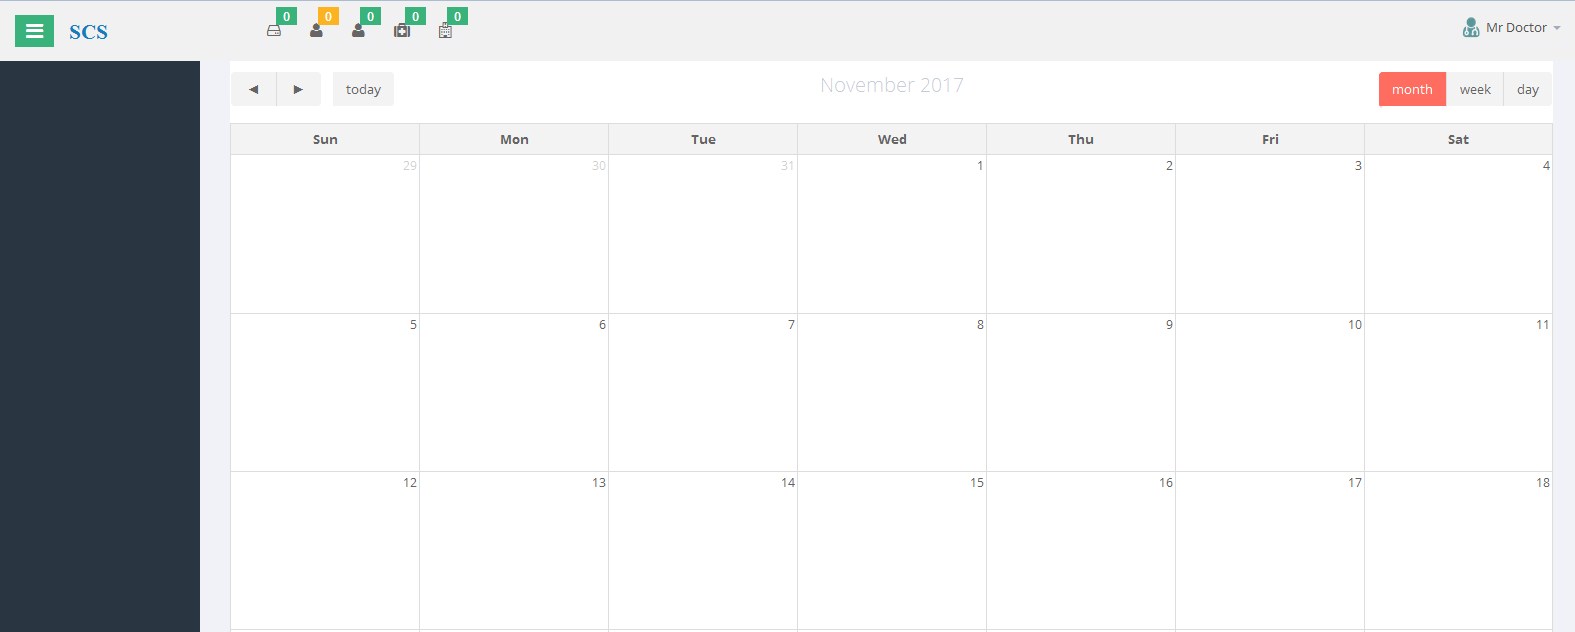 SCS 0 0 0 0 0 Mr Doctor
◄ ► today November 2017 month week day
Sun Mon Tue Wed Thu Fri Sat
29 30 31 1 2 3 4
5 6 7 8 9 10 11
12 13 14 15 16 17 18